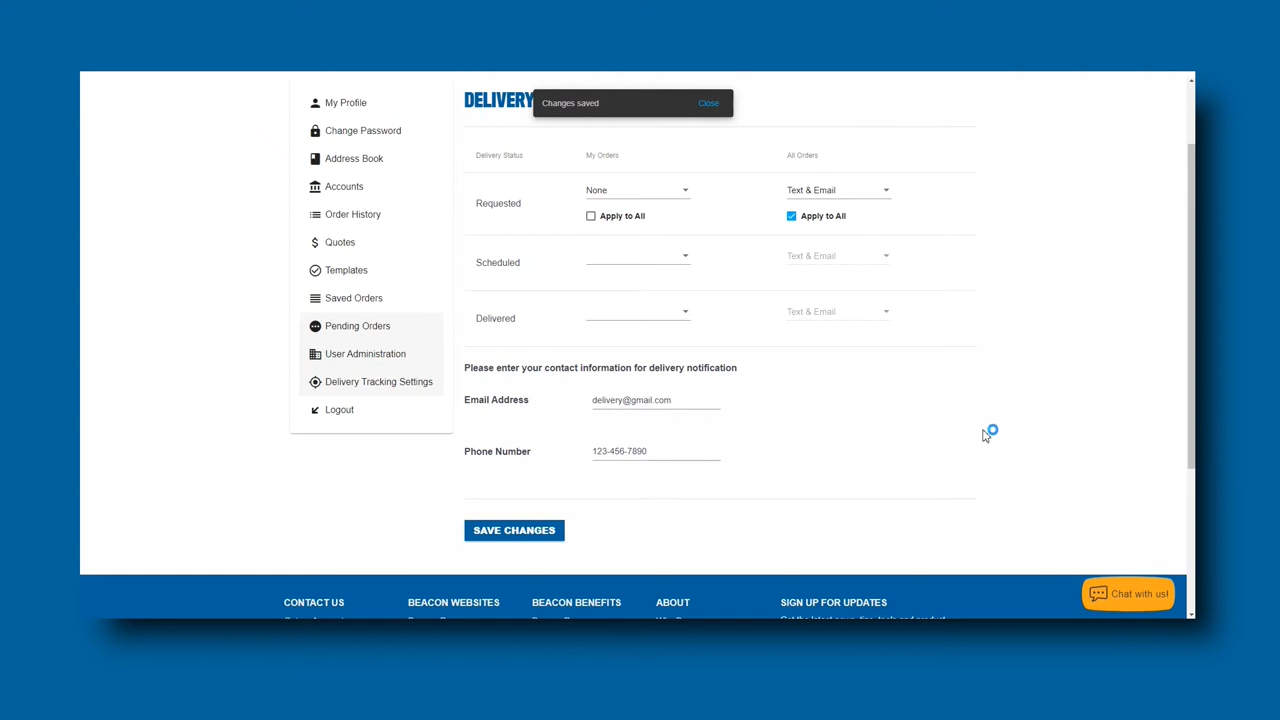 My Profile
Change Password
Address Book
Accounts
Order History
Quotes
Templates
Saved Orders
Pending Orders
User Administration
Delivery Tracking Settings
Logout
DELIVERY
Changes saved Close
Delivery Status My Orders All Orders
Requested None Text & Email
Apply to All Apply to All
Scheduled Text & Email
Delivered Text & Email
Please enter your contact information for delivery notification
Email Address delivery@gmail.com
Phone Number 123-456-7890
SAVE CHANGES
Chat with us!
CONTACT US BEACON WEBSITES BEACON BENEFITS ABOUT SIGN UP FOR UPDATES